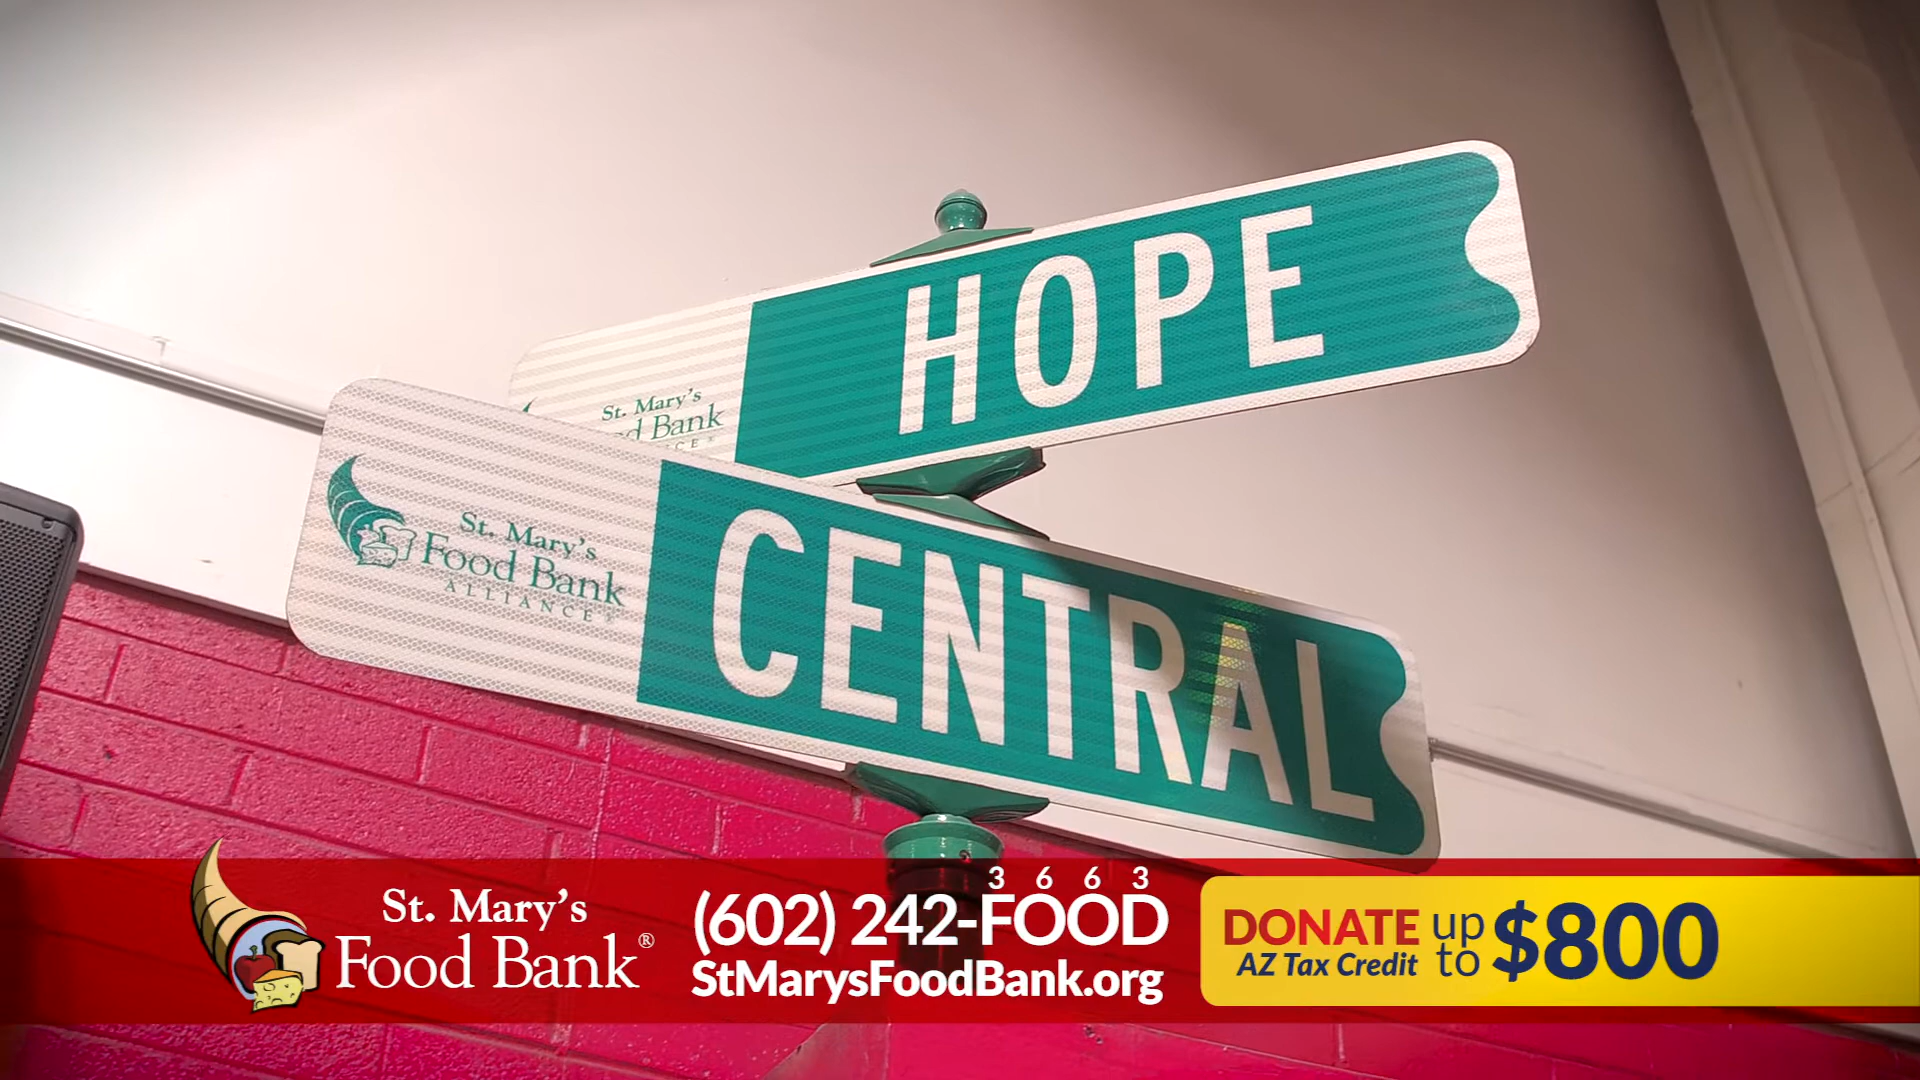 HOPE
St. Mary's
d Bank
CE
CENTRAL
St. Mary's
Food Bank
ALLIANCE®
St. Mary's
Food Bank®
3 6 6 3
(602) 242-FOOD
StMarysFoodBank.org
DONATE up to $800
AZ Tax Credit